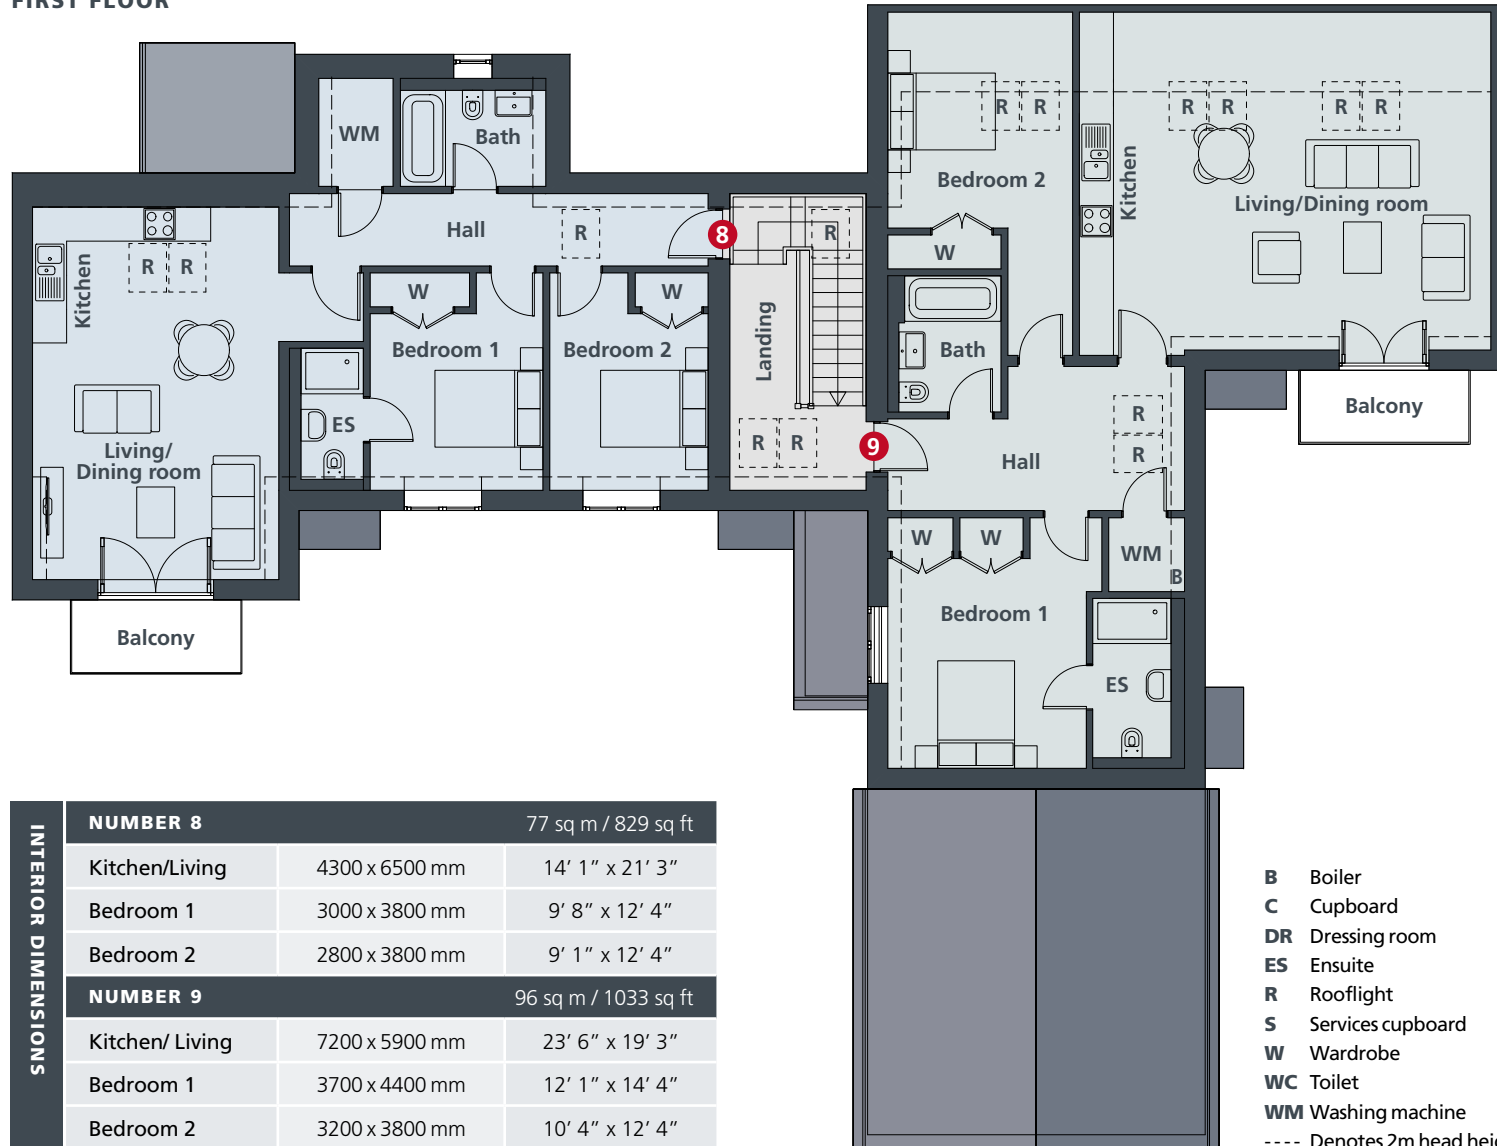 FIRST FLOOR
WM
Bath
Hall
R
8
R
Kitchen
R R
W
W
Bedroom 1
Bedroom 2
Landing
ES
Living/
Dining room
R R
9
Balcony
R R
Bedroom 2
W
Kitchen
R R
R R
Living/Dining room
Bath
Balcony
R
R
Hall
W
W
WM
B
Bedroom 1
ES
INTERIOR DIMENSIONS
NUMBER 8 77 sq m / 829 sq ft
Kitchen/Living 4300 x 6500 mm 14’ 1” x 21’ 3”
Bedroom 1 3000 x 3800 mm 9’ 8” x 12’ 4”
Bedroom 2 2800 x 3800 mm 9’ 1” x 12’ 4”
NUMBER 9 96 sq m / 1033 sq ft
Kitchen/ Living 7200 x 5900 mm 23’ 6” x 19’ 3”
Bedroom 1 3700 x 4400 mm 12’ 1” x 14’ 4”
Bedroom 2 3200 x 3800 mm 10’ 4” x 12’ 4”
B Boiler
C Cupboard
DR Dressing room
ES Ensuite
R Rooflight
S Services cupboard
W Wardrobe
WC Toilet
WM Washing machine
---- Denotes 2m head hei